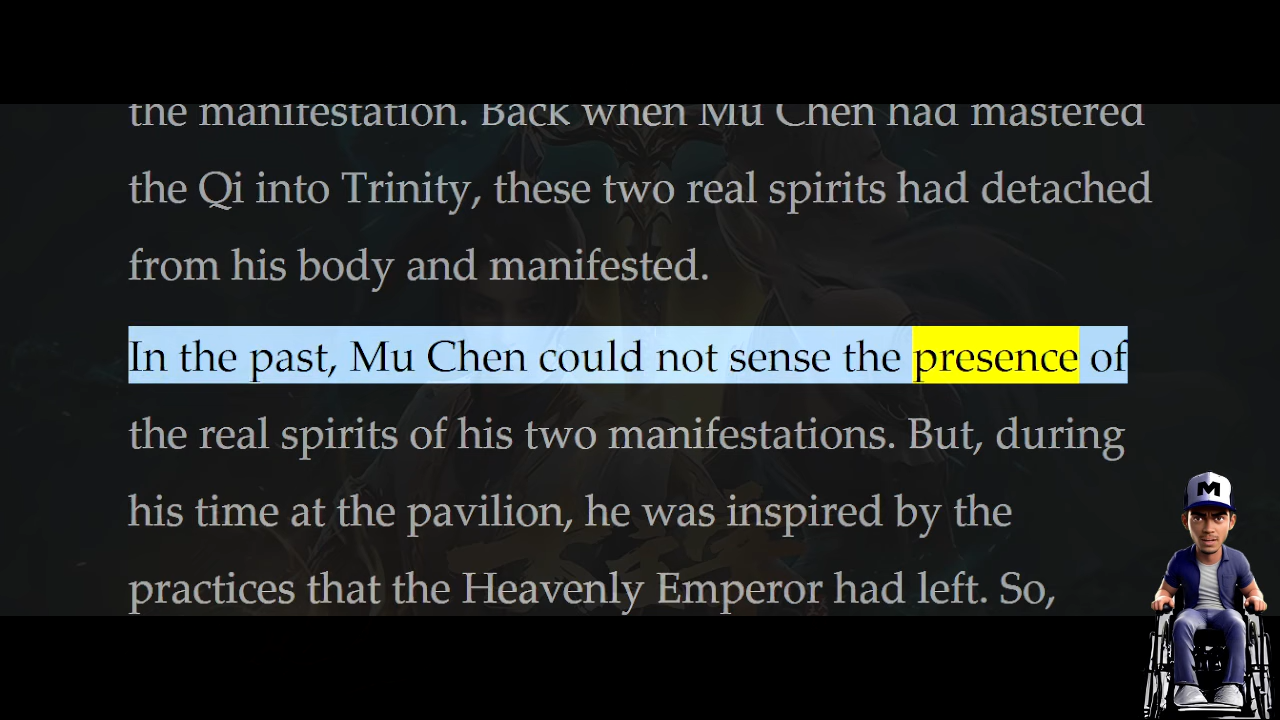 the manifestation. Back when Mu Chen had mastered
the Qi into Trinity, these two real spirits had detached
from his body and manifested.
In the past, Mu Chen could not sense the presence of
the real spirits of his two manifestations. But, during
his time at the pavilion, he was inspired by the
practices that the Heavenly Emperor had left. So,
M
M